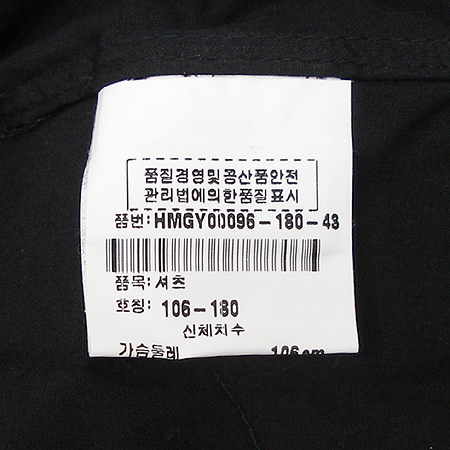 품질경영및공산품안전
관리법에의한품질표시
품번: HMGY00096-180-43
품목: 셔츠
호칭: 106-180
신체치수
가슴둘레 106cm